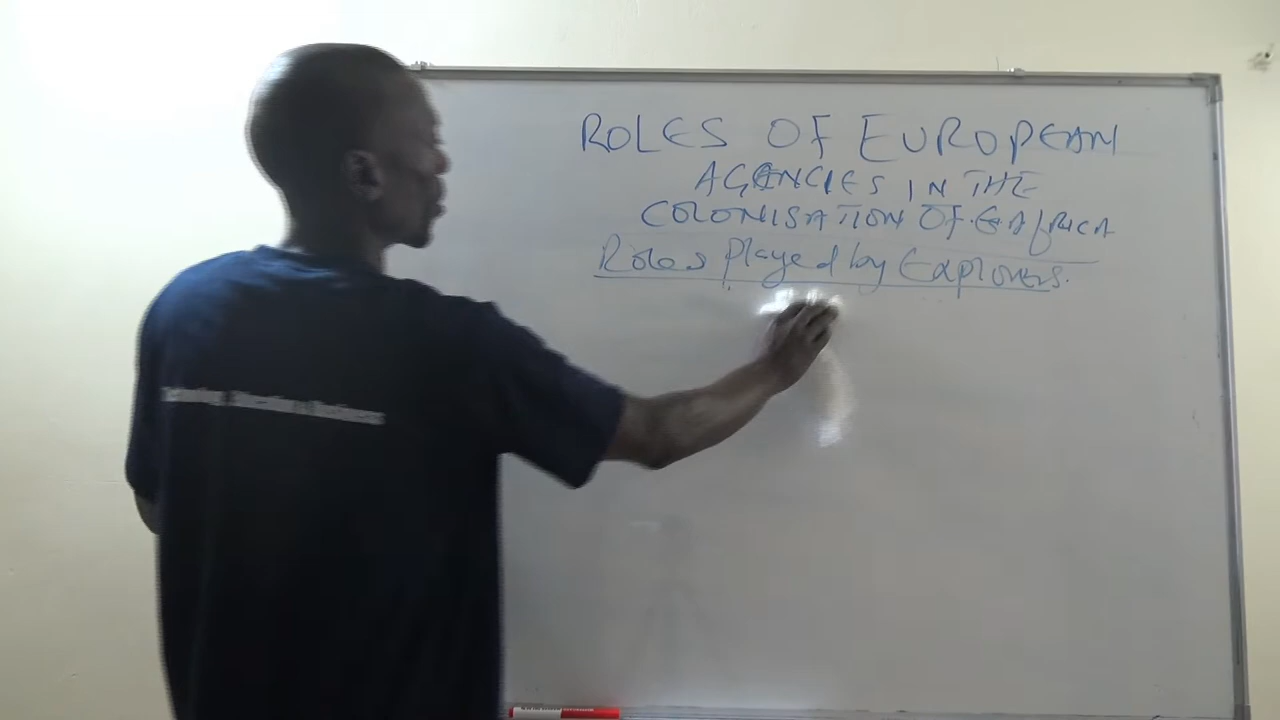 ROLES OF EUROPEAN
AGENCIES IN THE
COLONISATION OF E.Africa
Roles Played by Explorers.